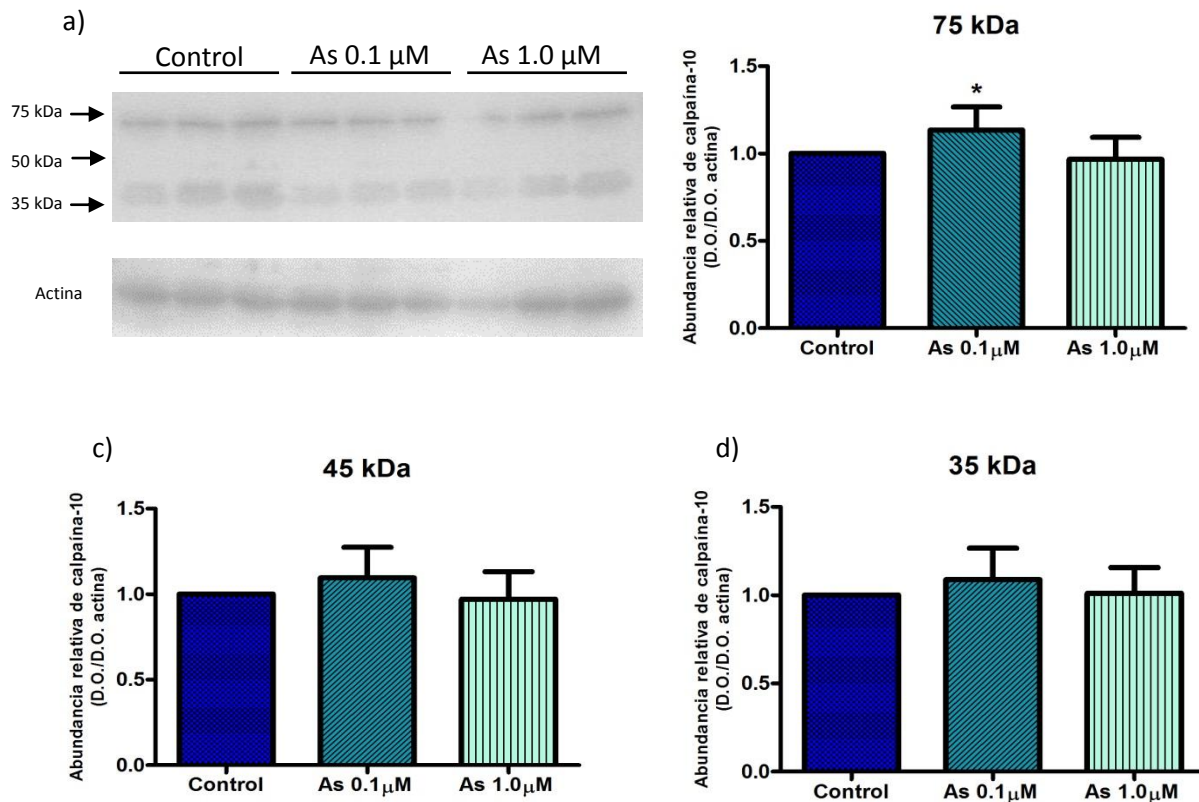 a)
Control As 0.1 µM As 1.0 µM
75 kDa
50 kDa
35 kDa
Actina
75 kDa
Abundancia relativa de calpaína-10
(D.O./D.O. actina)
1.5
1.0
0.5
0.0
*
Control As 0.1µM As 1.0µM
c)
45 kDa
Abundancia relativa de calpaína-10
(D.O./D.O. actina)
1.5
1.0
0.5
0.0
Control As 0.1µM As 1.0µM
d)
35 kDa
Abundancia relativa de calpaína-10
(D.O./D.O. actina)
1.5
1.0
0.5
0.0
Control As 0.1µM As 1.0µM